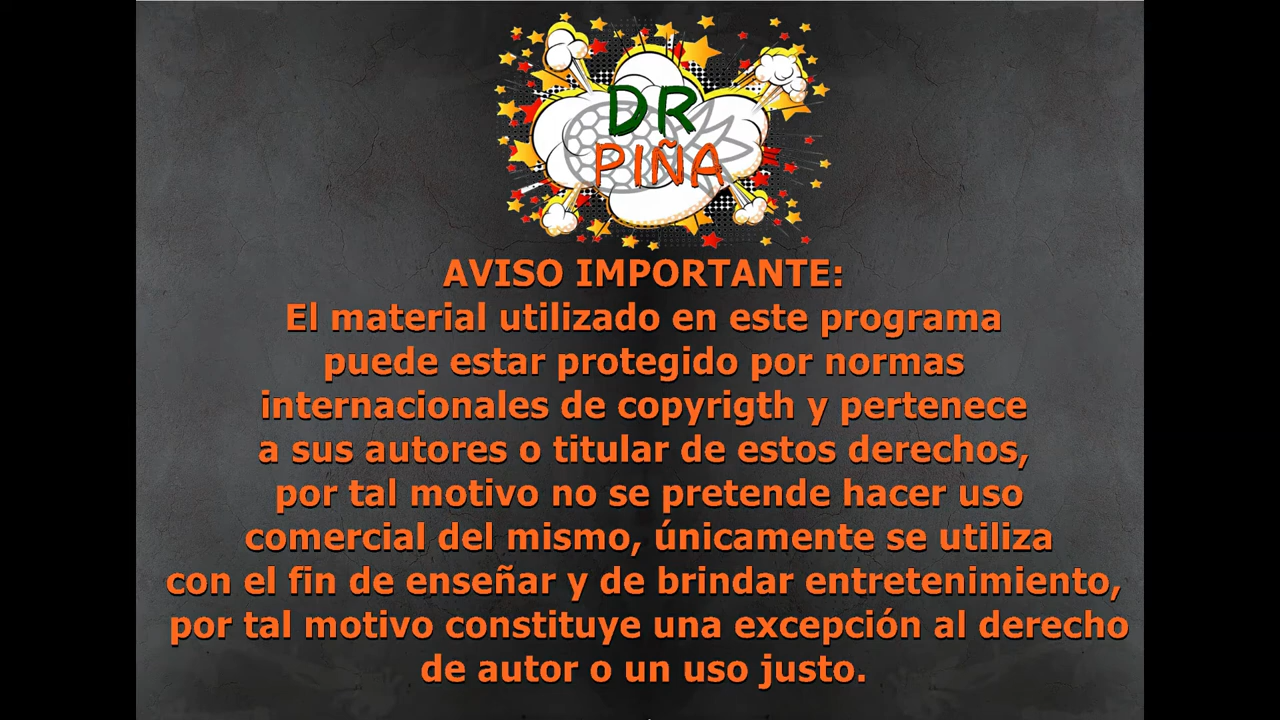 DR
PIÑA
AVISO IMPORTANTE:
El material utilizado en este programa
puede estar protegido por normas
internacionales de copyrigth y pertenece
a sus autores o titular de estos derechos,
por tal motivo no se pretende hacer uso
comercial del mismo, únicamente se utiliza
con el fin de enseñar y de brindar entretenimiento,
por tal motivo constituye una excepción al derecho
de autor o un uso justo.